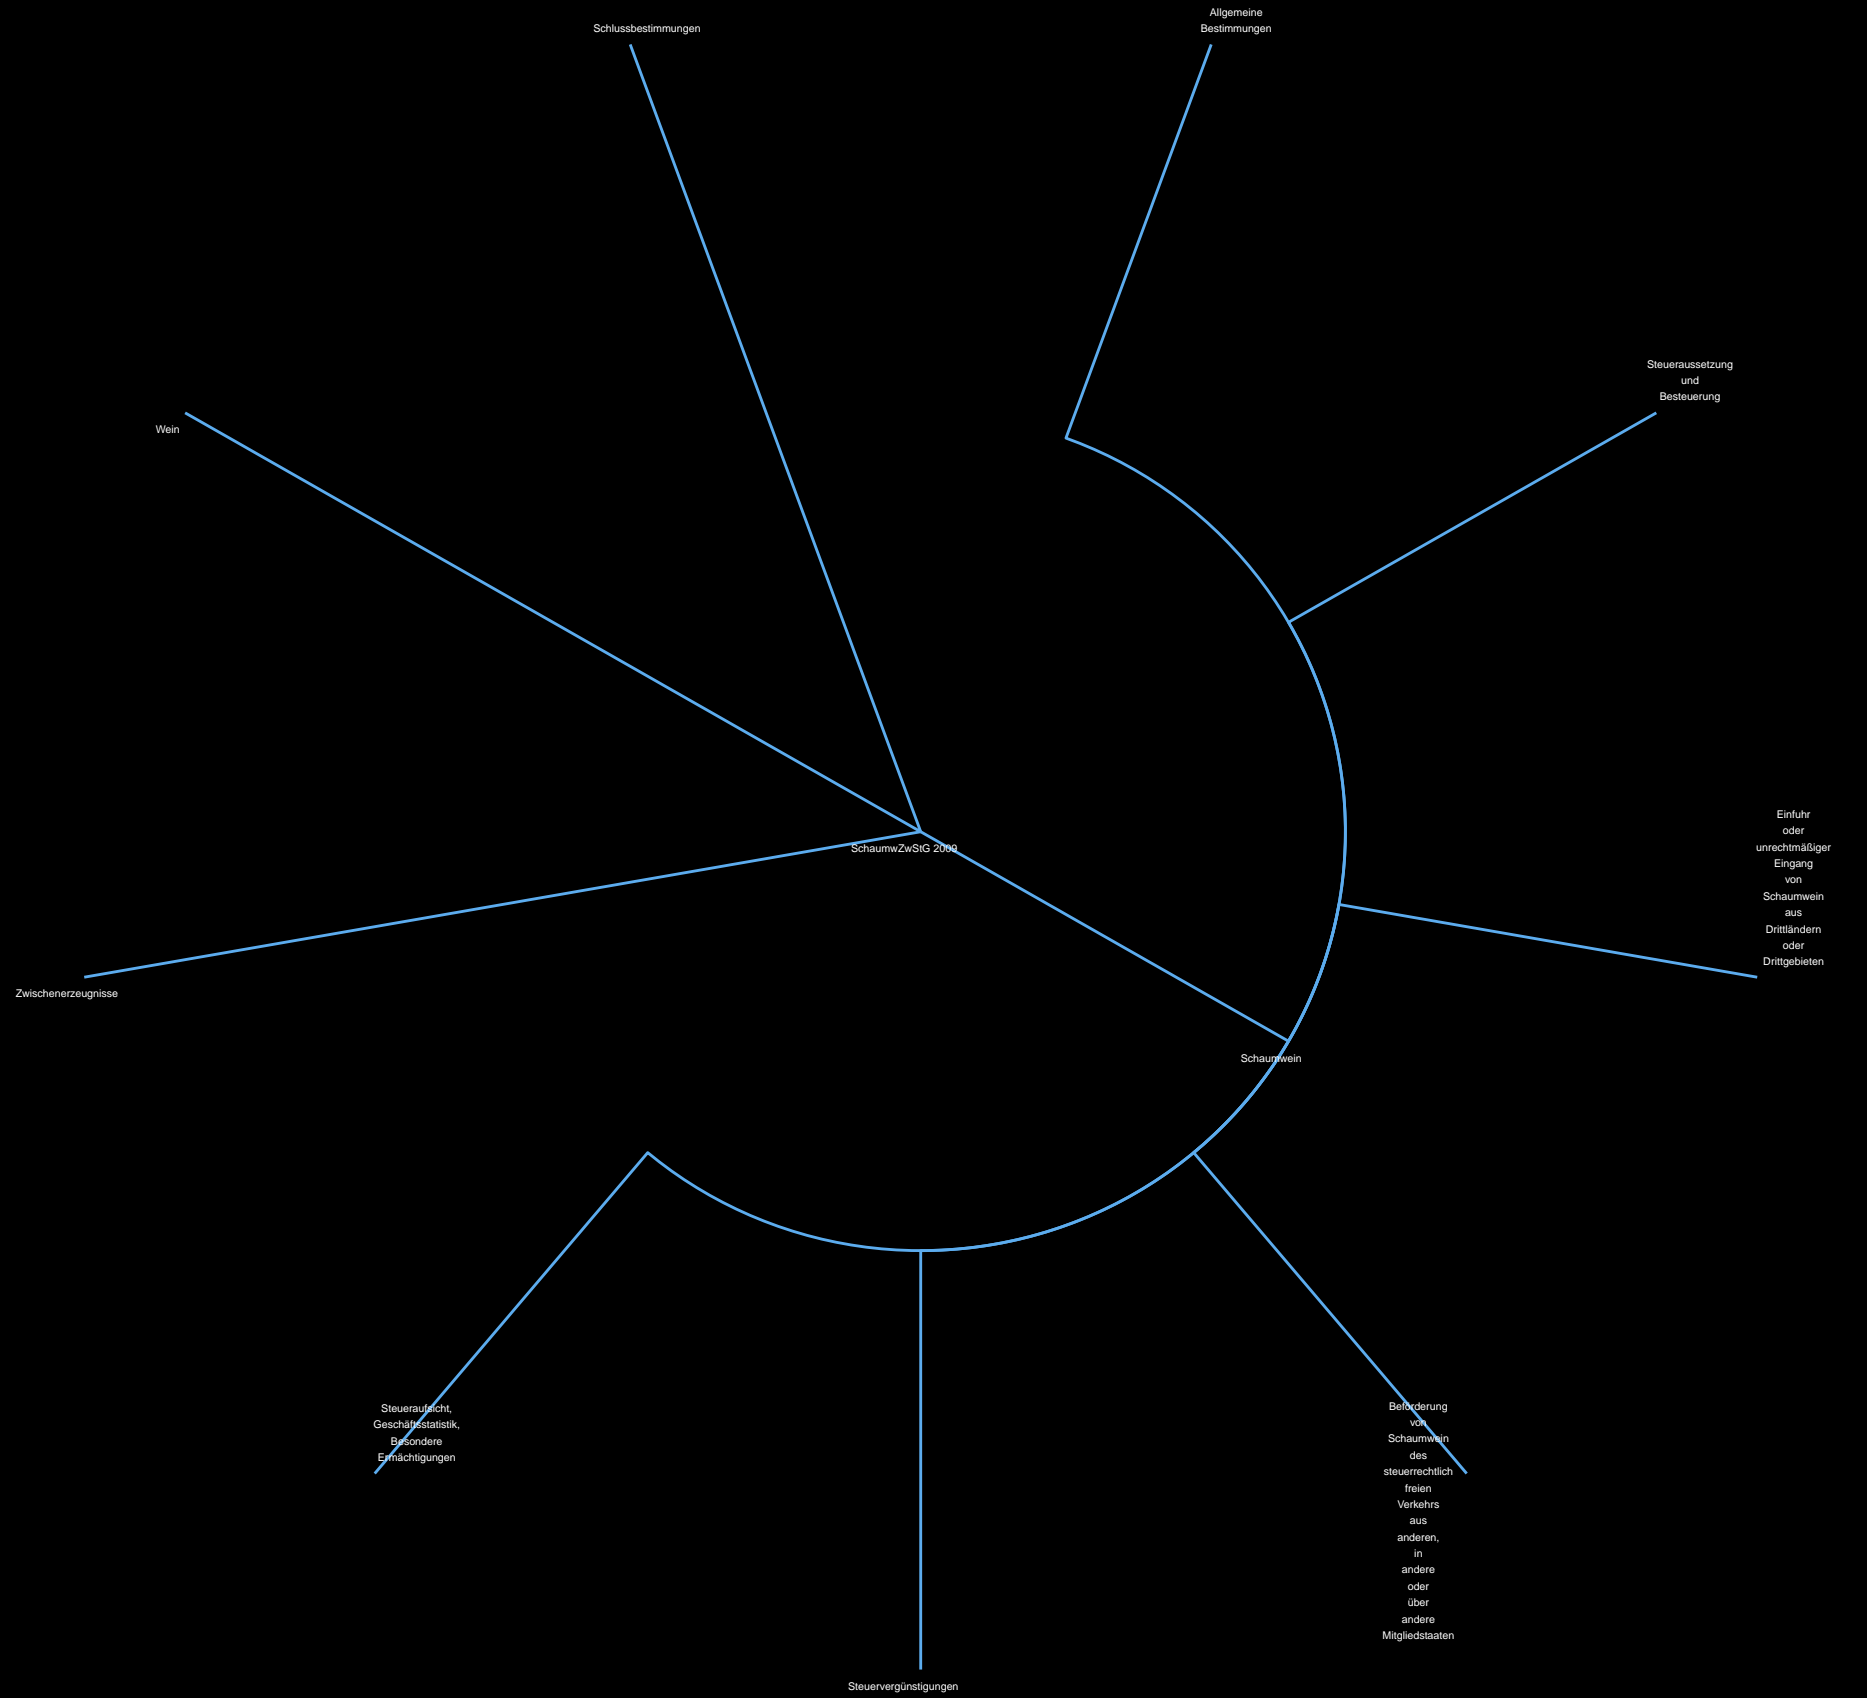 Allgemeine
Bestimmungen
Schlussbestimmungen
Steueraussetzung
und
Besteuerung
Wein
Einfuhr
oder
unrechtmäßiger
Eingang
von
Schaumwein
aus
Drittländern
oder
Drittgebieten
SchaumwZwStG 2009
Zwischenerzeugnisse
Schaumwein
Steueraufsicht,
Geschäftsstatistik,
Besondere
Ermächtigungen
Beförderung
von
Schaumwein
des
steuerrechtlich
freien
Verkehrs
aus
anderen,
in
andere
oder
über
andere
Mitgliedstaaten
Steuervergünstigungen